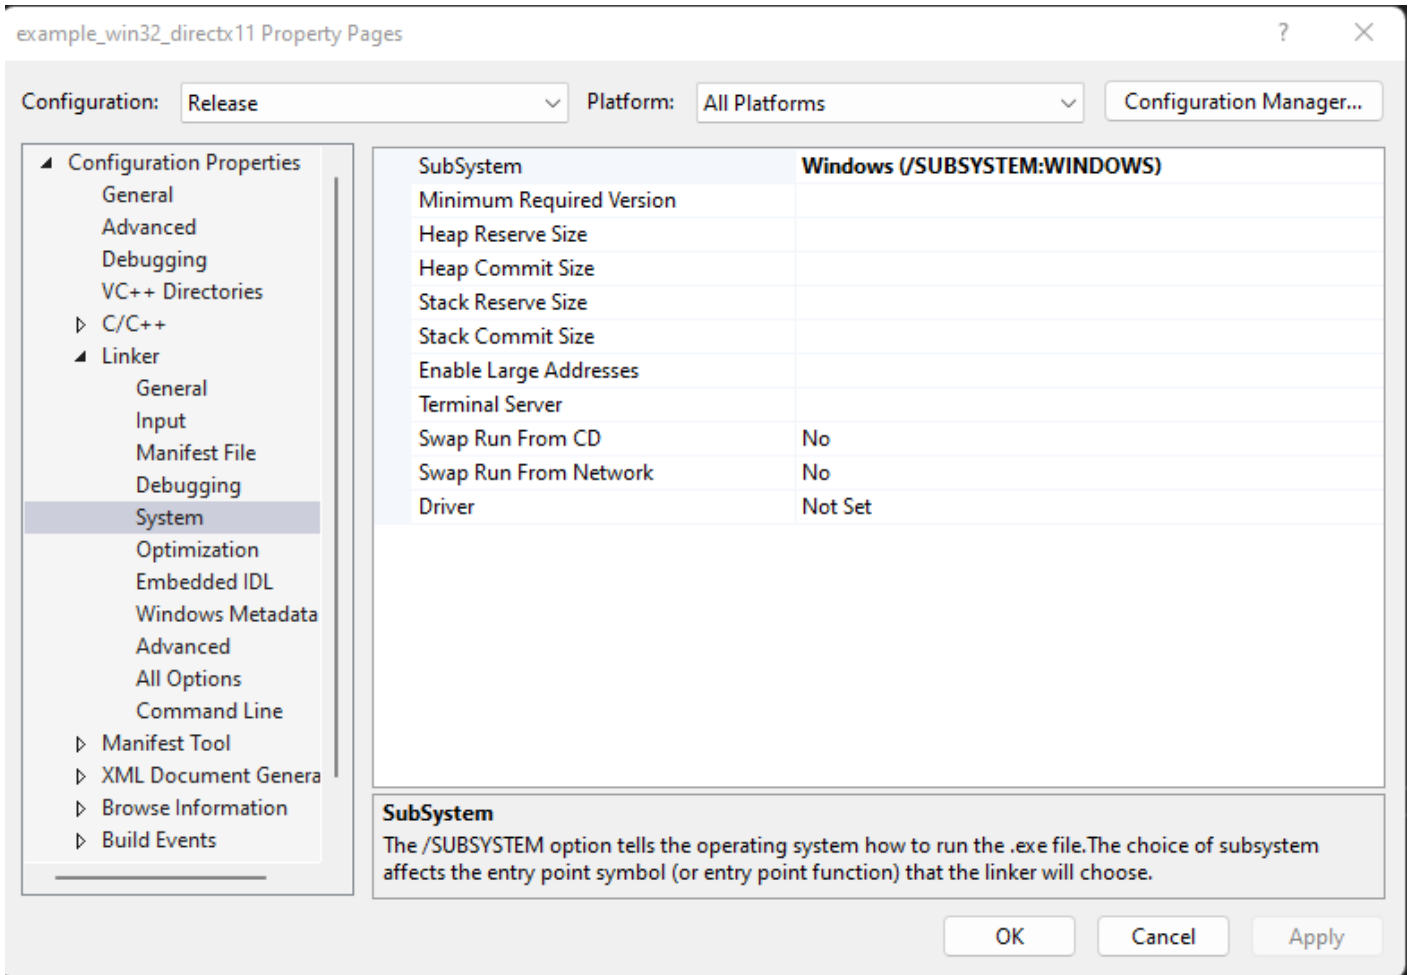 example_win32_directx11 Property Pages
?
Configuration: Release Platform: All Platforms Configuration Manager...
Configuration Properties
General
Advanced
Debugging
VC++ Directories
C/C++
Linker
General
Input
Manifest File
Debugging
System
Optimization
Embedded IDL
Windows Metadata
Advanced
All Options
Command Line
Manifest Tool
XML Document Genera
Browse Information
Build Events
SubSystem Windows (/SUBSYSTEM:WINDOWS)
Minimum Required Version
Heap Reserve Size
Heap Commit Size
Stack Reserve Size
Stack Commit Size
Enable Large Addresses
Terminal Server
Swap Run From CD No
Swap Run From Network No
Driver Not Set
SubSystem
The /SUBSYSTEM option tells the operating system how to run the .exe file.The choice of subsystem
affects the entry point symbol (or entry point function) that the linker will choose.
OK Cancel Apply